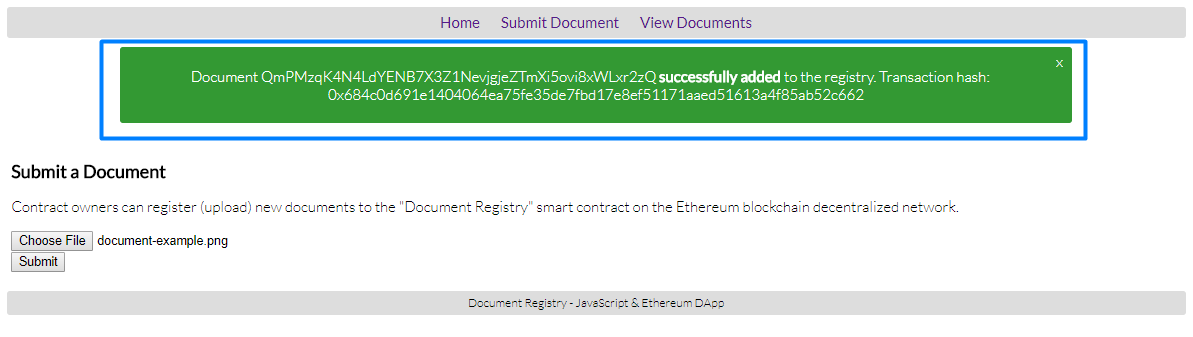 Home Submit Document View Documents
x
Document QmPMzqK4N4LdYENB7X3Z1NevjgjeZTmXi5ovi8xWLxr2zQ successfully added to the registry. Transaction hash:
0x684c0d691e1404064ea75fe35de7fbd17e8ef51171aaed51613a4f85ab52c662
Submit a Document
Contract owners can register (upload) new documents to the "Document Registry" smart contract on the Ethereum blockchain decentralized network.
Choose File document-example.png
Submit
Document Registry - JavaScript & Ethereum DApp